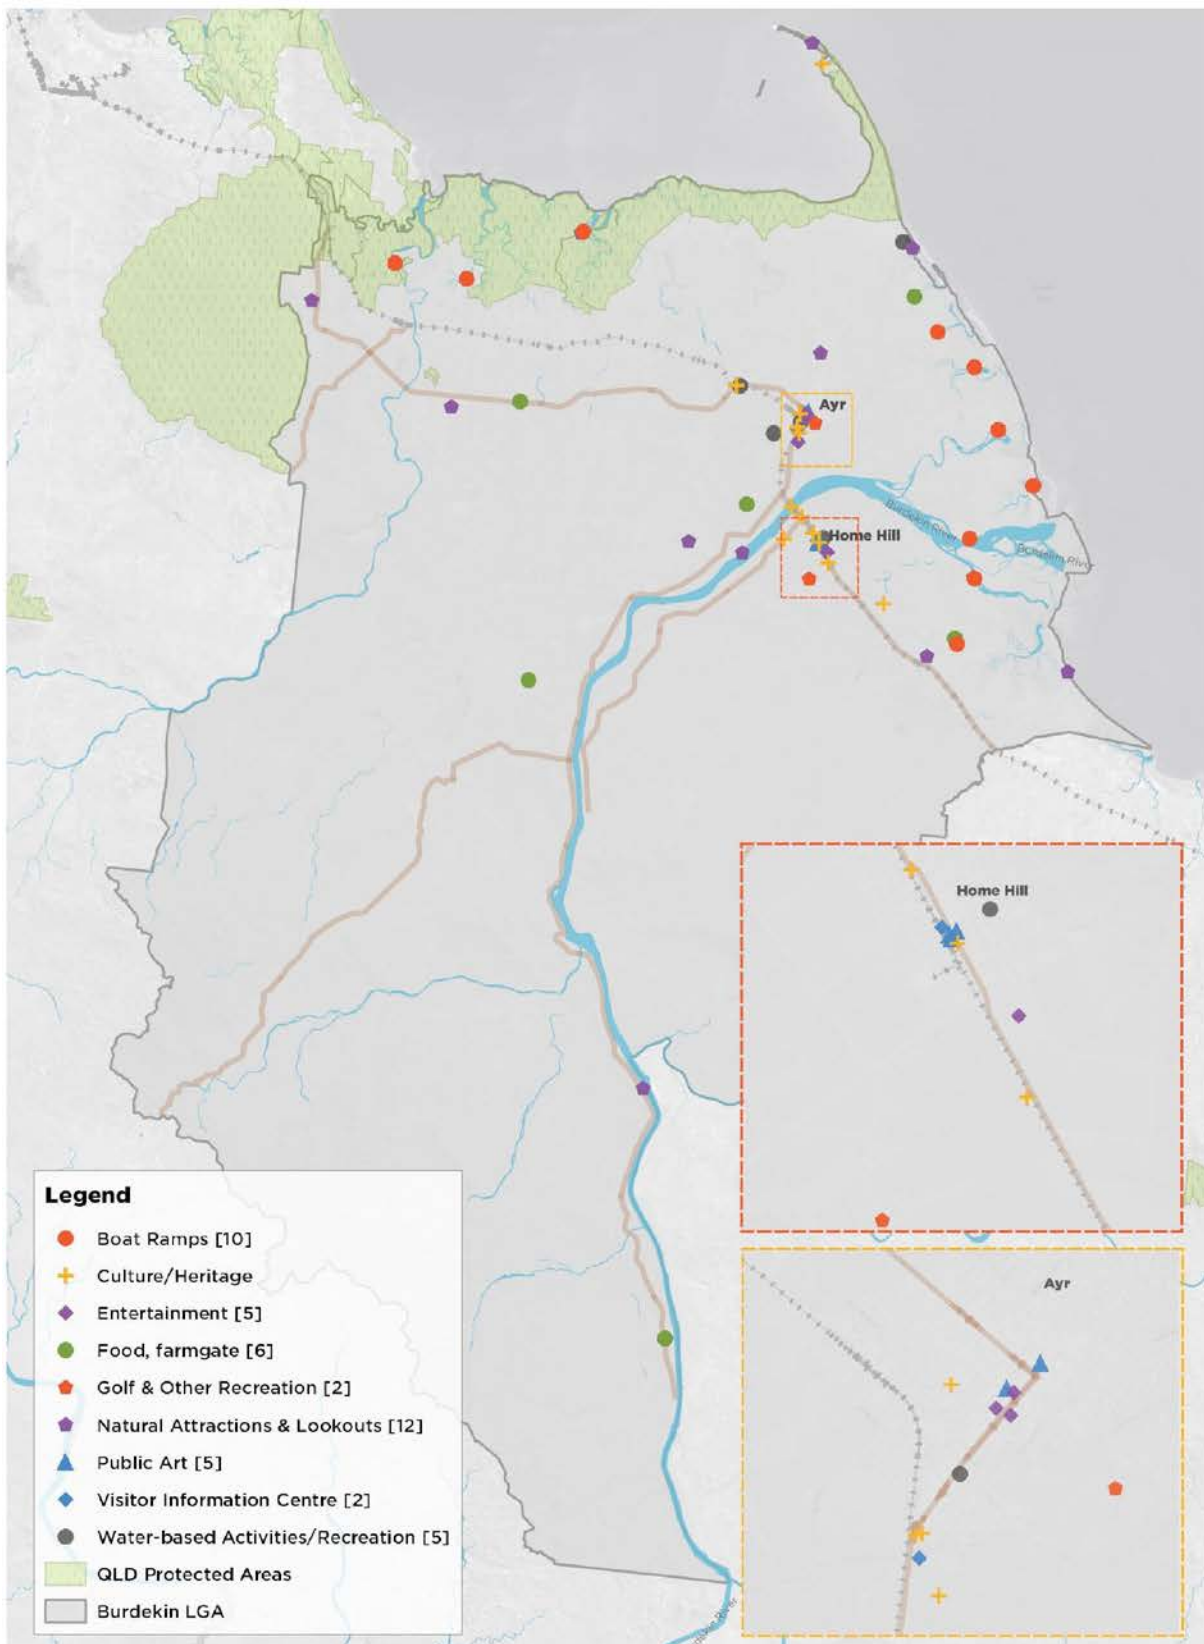 Ayr
Burdekin River
Home Hill
Home Hill
Ayr
Legend
Boat Ramps [10]
Culture/Heritage
Entertainment [5]
Food, farmgate [6]
Golf & Other Recreation [2]
Natural Attractions & Lookouts [12]
Public Art [5]
Visitor Information Centre [2]
Water-based Activities/Recreation [5]
QLD Protected Areas
Burdekin LGA
River